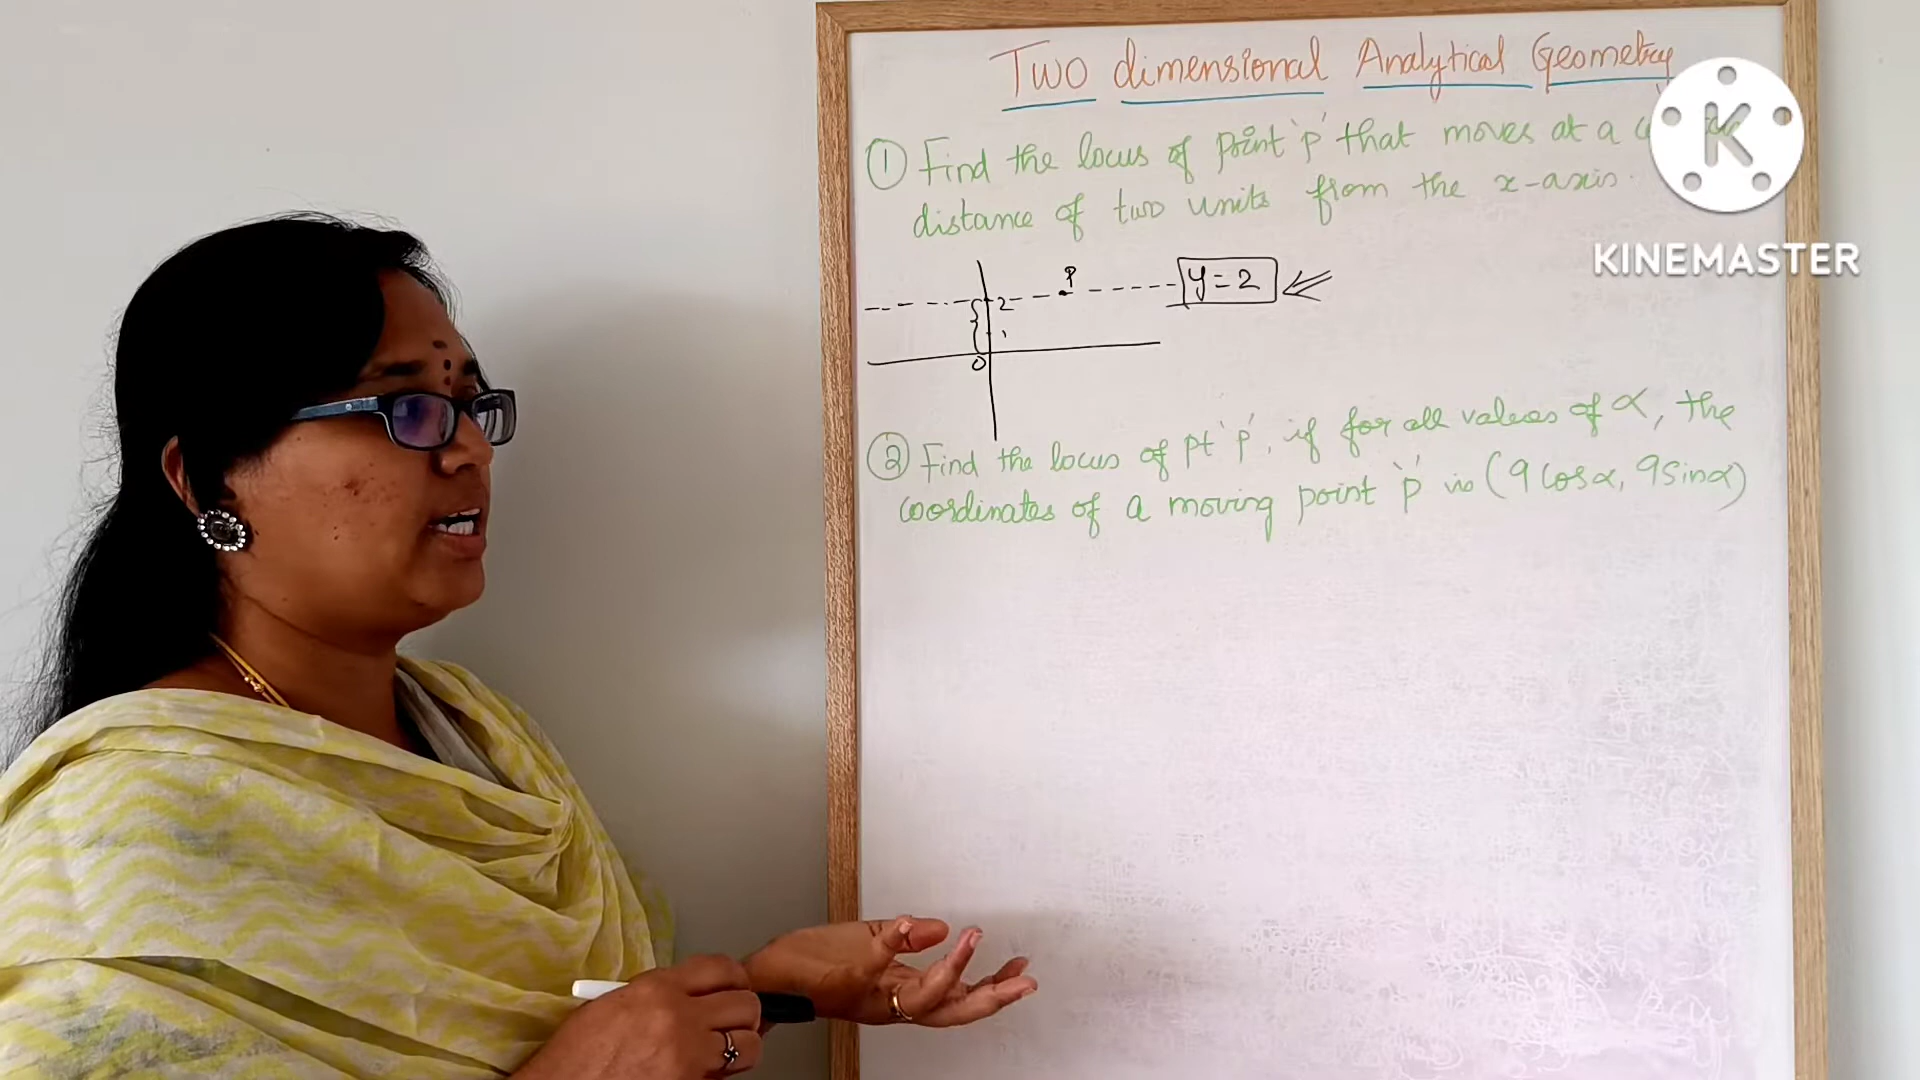 Two dimensional Analytical Geometry
① Find the locus of point 'P' that moves at a
distance of two units from the x-axis.
P
2
y = 2
1
0
② Find the locus of pt 'P', if for all values of α, the
coordinates of a moving point 'P' is (9 cosα, 9 sinα)
K
KINEMASTER